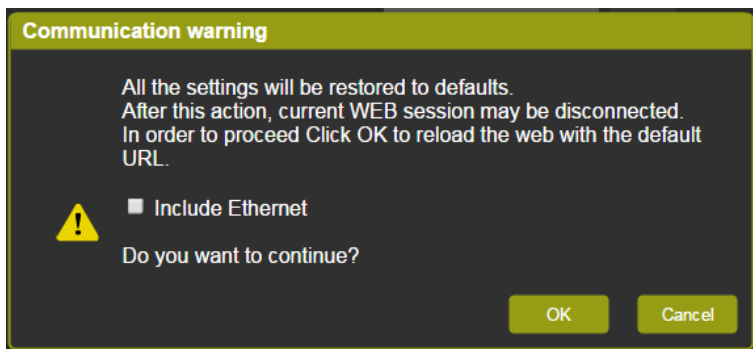 Communication warning
All the settings will be restored to defaults.
After this action, current WEB session may be disconnected.
In order to proceed Click OK to reload the web with the default
URL.
Include Ethernet
Do you want to continue?
OK
Cancel